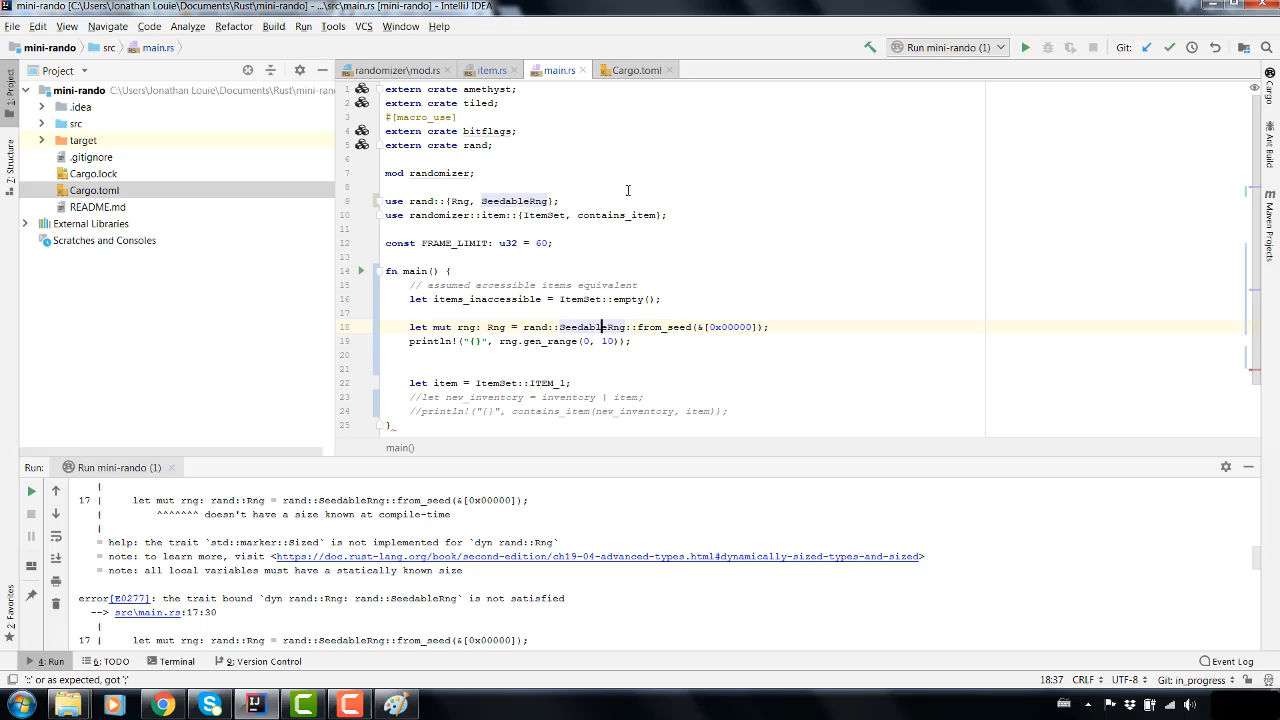 mini-rando [C:\Users\Jonathan Louie\Documents\Rust\mini-rando] - ...\src\main.rs [mini-rando] - IntelliJ IDEA
File Edit View Navigate Code Analyze Refactor Build Run Tools VCS Window Help
mini-rando src main.rs Run mini-rando (1) Git:
Project randomizer\mod.rs item.rs main.rs Cargo.toml
mini-rando C:\Users\Jonathan Louie\Documents\Rust\mini-rand
.idea
src
target
.gitignore
Cargo.lock
Cargo.toml
README.md
External Libraries
Scratches and Consoles
1: Project
7: Structure
2: Favorites
Cargo
Ant Build
Maven Projects
1 extern crate amethyst;
2 extern crate tiled;
3 #[macro_use]
4 extern crate bitflags;
5 extern crate rand;
6
7 mod randomizer;
8
9 use rand::{Rng, SeedableRng};
10 use randomizer::item::{ItemSet, contains_item};
11
12 const FRAME_LIMIT: u32 = 60;
13
14 fn main() {
15 // assumed accessible items equivalent
16 let items_inaccessible = ItemSet::empty();
17
18 let mut rng: Rng = rand::SeedableRng::from_seed(&[0x00000]);
19 println!("{}", rng.gen_range(0, 10));
20
21
22 let item = ItemSet::ITEM_1;
23 //let new_inventory = inventory | item;
24 //println!("{}", contains_item(new_inventory, item));
25 }
main()
Run: Run mini-rando (1)
|
17 | let mut rng: rand::Rng = rand::SeedableRng::from_seed(&[0x00000]);
| ^^^^^^^ doesn't have a size known at compile-time
|
= help: the trait `std::marker::Sized` is not implemented for `dyn rand::Rng`
= note: to learn more, visit <https://doc.rust-lang.org/book/second-edition/ch19-04-advanced-types.html#dynamically-sized-types-and-sized>
= note: all local variables must have a statically known size
error[E0277]: the trait bound `dyn rand::Rng: rand::SeedableRng` is not satisfied
--> src\main.rs:17:30
|
17 | let mut rng: rand::Rng = rand::SeedableRng::from_seed(&[0x00000]);
4: Run 6: TODO Terminal 9: Version Control Event Log
'::' or as expected, got ';' 18:37 CRLF UTF-8 Git: in_progress